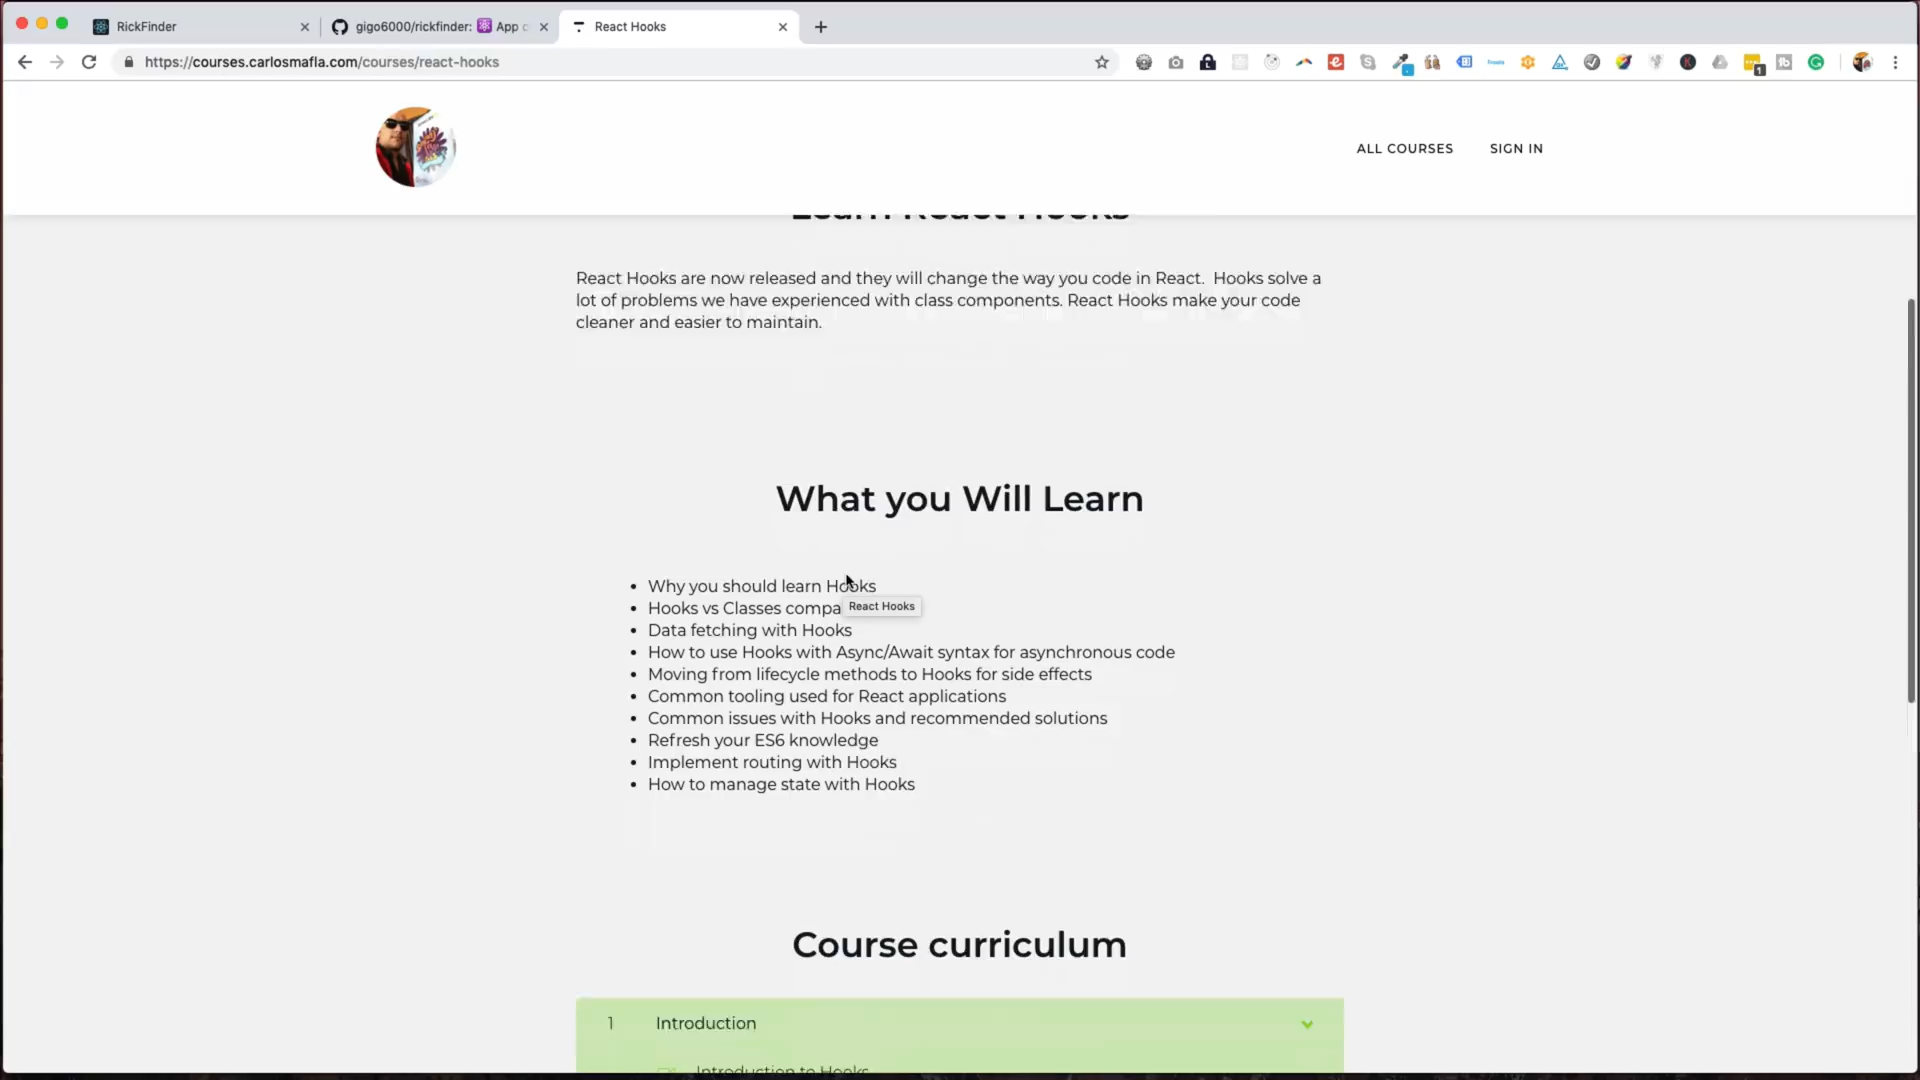 RickFinder
gigo6000/rickfinder: App
React Hooks
https://courses.carlosmafla.com/courses/react-hooks
ALL COURSES
SIGN IN
Learn React Hooks
React Hooks are now released and they will change the way you code in React. Hooks solve a
lot of problems we have experienced with class components. React Hooks make your code
cleaner and easier to maintain.
What you Will Learn
• Why you should learn Hooks
• Hooks vs Classes compa
React Hooks
• Data fetching with Hooks
• How to use Hooks with Async/Await syntax for asynchronous code
• Moving from lifecycle methods to Hooks for side effects
• Common tooling used for React applications
• Common issues with Hooks and recommended solutions
• Refresh your ES6 knowledge
• Implement routing with Hooks
• How to manage state with Hooks
Course curriculum
1 Introduction
Introduction to Hooks